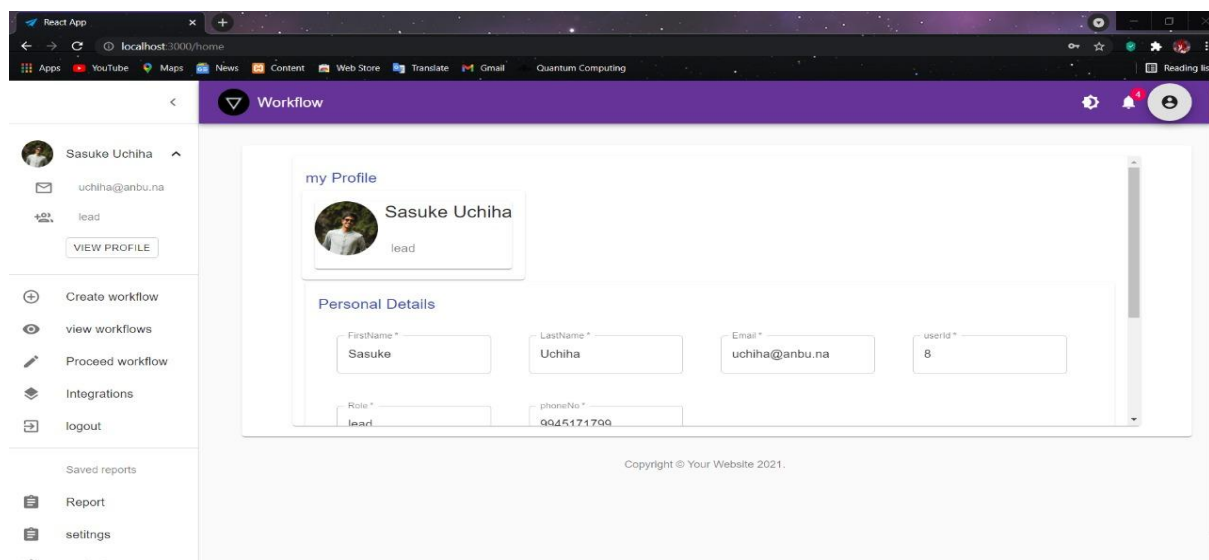 React App
localhost:3000/home
Apps YouTube Maps News Content Web Store Translate Gmail Quantum Computing Reading lis
Workflow
4
Sasuke Uchiha
uchiha@anbu.na
lead
VIEW PROFILE
Create workflow
view workflows
Proceed workflow
Integrations
logout
Saved reports
Report
setitngs
my Profile
Sasuke Uchiha
lead
Personal Details
FirstName * LastName * Email * userId *
Sasuke Uchiha uchiha@anbu.na 8
Role * phoneNo *
lead 9945171799
Copyright © Your Website 2021.